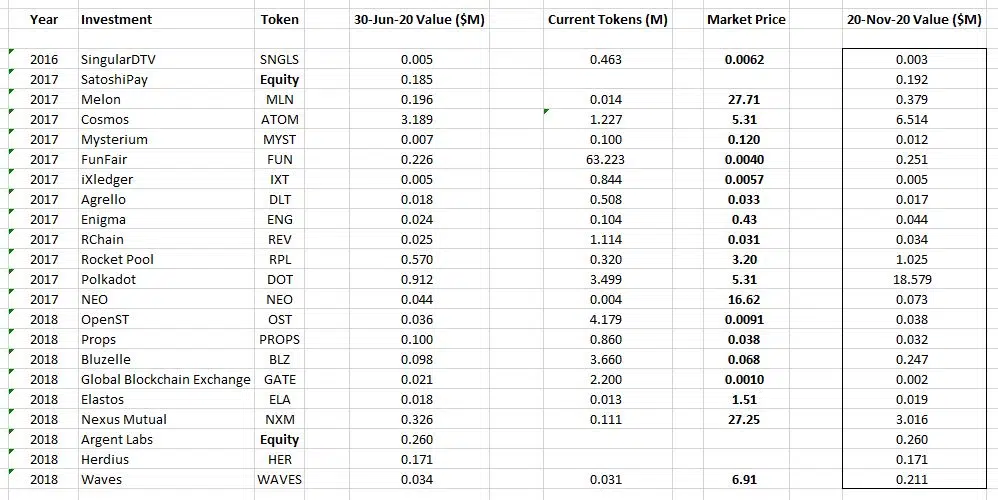 Year Investment Token 30-Jun-20 Value ($M) Current Tokens (M) Market Price 20-Nov-20 Value ($M)
2016 SingularDTV SNGLS 0.005 0.463 0.0062 0.003
2017 SatoshiPay Equity 0.185 0.192
2017 Melon MLN 0.196 0.014 27.71 0.379
2017 Cosmos ATOM 3.189 1.227 5.31 6.514
2017 Mysterium MYST 0.007 0.100 0.120 0.012
2017 FunFair FUN 0.226 63.223 0.0040 0.251
2017 iXledger IXT 0.005 0.844 0.0057 0.005
2017 Agrello DLT 0.018 0.508 0.033 0.017
2017 Enigma ENG 0.024 0.104 0.43 0.044
2017 RChain REV 0.025 1.114 0.031 0.034
2017 Rocket Pool RPL 0.570 0.320 3.20 1.025
2017 Polkadot DOT 0.912 3.499 5.31 18.579
2017 NEO NEO 0.044 0.004 16.62 0.073
2018 OpenST OST 0.036 4.179 0.0091 0.038
2018 Props PROPS 0.100 0.860 0.038 0.032
2018 Bluzelle BLZ 0.098 3.660 0.068 0.247
2018 Global Blockchain Exchange GATE 0.021 2.200 0.0010 0.002
2018 Elastos ELA 0.018 0.013 1.51 0.019
2018 Nexus Mutual NXM 0.326 0.111 27.25 3.016
2018 Argent Labs Equity 0.260 0.260
2018 Herdius HER 0.171 0.171
2018 Waves WAVES 0.034 0.031 6.91 0.211